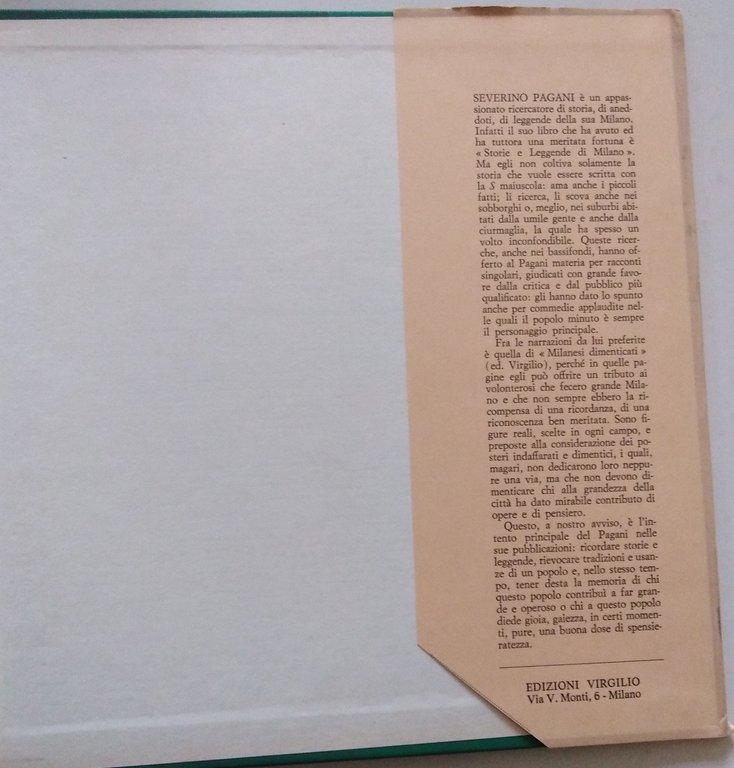 SEVERINO PAGANI è un appas-
sionato ricercatore di storia, di aned-
doti, di leggende della sua Milano.
Infatti il suo libro che ha avuto ed
ha tuttora una meritata fortuna è
« Storie e Leggende di Milano ».
Ma egli non coltiva solamente la
storia che vuole essere scritta con
la S maiuscola: ama anche i piccoli
fatti; li ricerca, li scova anche nei
sobborghi o, meglio, nei suburbi abi-
tati dalla umile gente e anche dalla
ciurmaglia, la quale ha spesso un
volto inconfondibile. Queste ricer-
che, anche nei bassifondi, hanno of-
ferto al Pagani materia per racconti
singolari, giudicati con grande favo-
re dalla critica e dal pubblico più
qualificato: gli hanno dato lo spunto
anche per commedie applaudite nel-
le quali il popolo minuto è sempre
il personaggio principale.
Fra le narrazioni da lui preferite
è quella di « Milanesi dimenticati »
(ed. Virgilio), perché in quelle pa-
gine egli può offrire un tributo ai
volonterosi che fecero grande Mila-
no e che non sempre ebbero la ri-
compensa di una ricordanza, di una
riconoscenza ben meritata. Sono fi-
gure reali, scelte in ogni campo, e
preposte alla considerazione dei po-
steri indaffarati e dimentici, i quali,
magari, non dedicarono loro neppu-
re una via, ma che non devono di-
menticare chi alla grandezza della
città ha dato mirabile contributo di
opere e di pensiero.
Questo, a nostro avviso, è l'in-
tento principale del Pagani nelle
sue pubblicazioni: ricordare storie e
leggende, rievocare tradizioni e usan-
ze di un popolo e, nello stesso tem-
po, tener desta la memoria di chi
questo popolo contribuì a far gran-
de e operoso o chi a questo popolo
diede gioia, gaiezza, in certi momen-
ti, pure, una buona dose di spensie-
ratezza.
EDIZIONI VIRGILIO
Via V. Monti, 6 - Milano